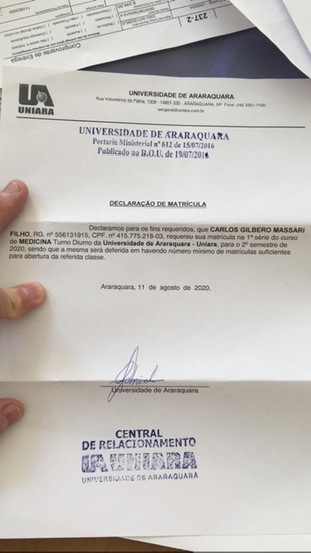 237-2
Comprovante de Entrega
UNIARA
UNIVERSIDADE DE ARARAQUARA
Rua Voluntários da Pátria, 1309 - 14801-320 - ARARAQUARA, SP Fone: (16) 3301-7100
UNIVERSIDADE DE ARARAQUARA
Portaria Ministerial nº 612 de 15/07/2016
Publicado no D.O.U. de 19/07/2016
DECLARAÇÃO DE MATRÍCULA
Declaramos para os fins requeridos, que CARLOS GILBERO MASSARI
FILHO, RG. nº 556131915, CPF. nº 415.775.218-03, requereu sua matrícula na 1ª série do curso
de MEDICINA Turno Diurno da Universidade de Araraquara - Uniara, para o 2º semestre de
2020, sendo que a mesma será deferida em havendo número mínimo de matrículas suficientes
para abertura da referida classe.
Araraquara, 11 de agosto de 2020.
Universidade de Araraquara
CENTRAL
DE RELACIONAMENTO
UNIARA
UNIVERSIDADE DE ARARAQUARA